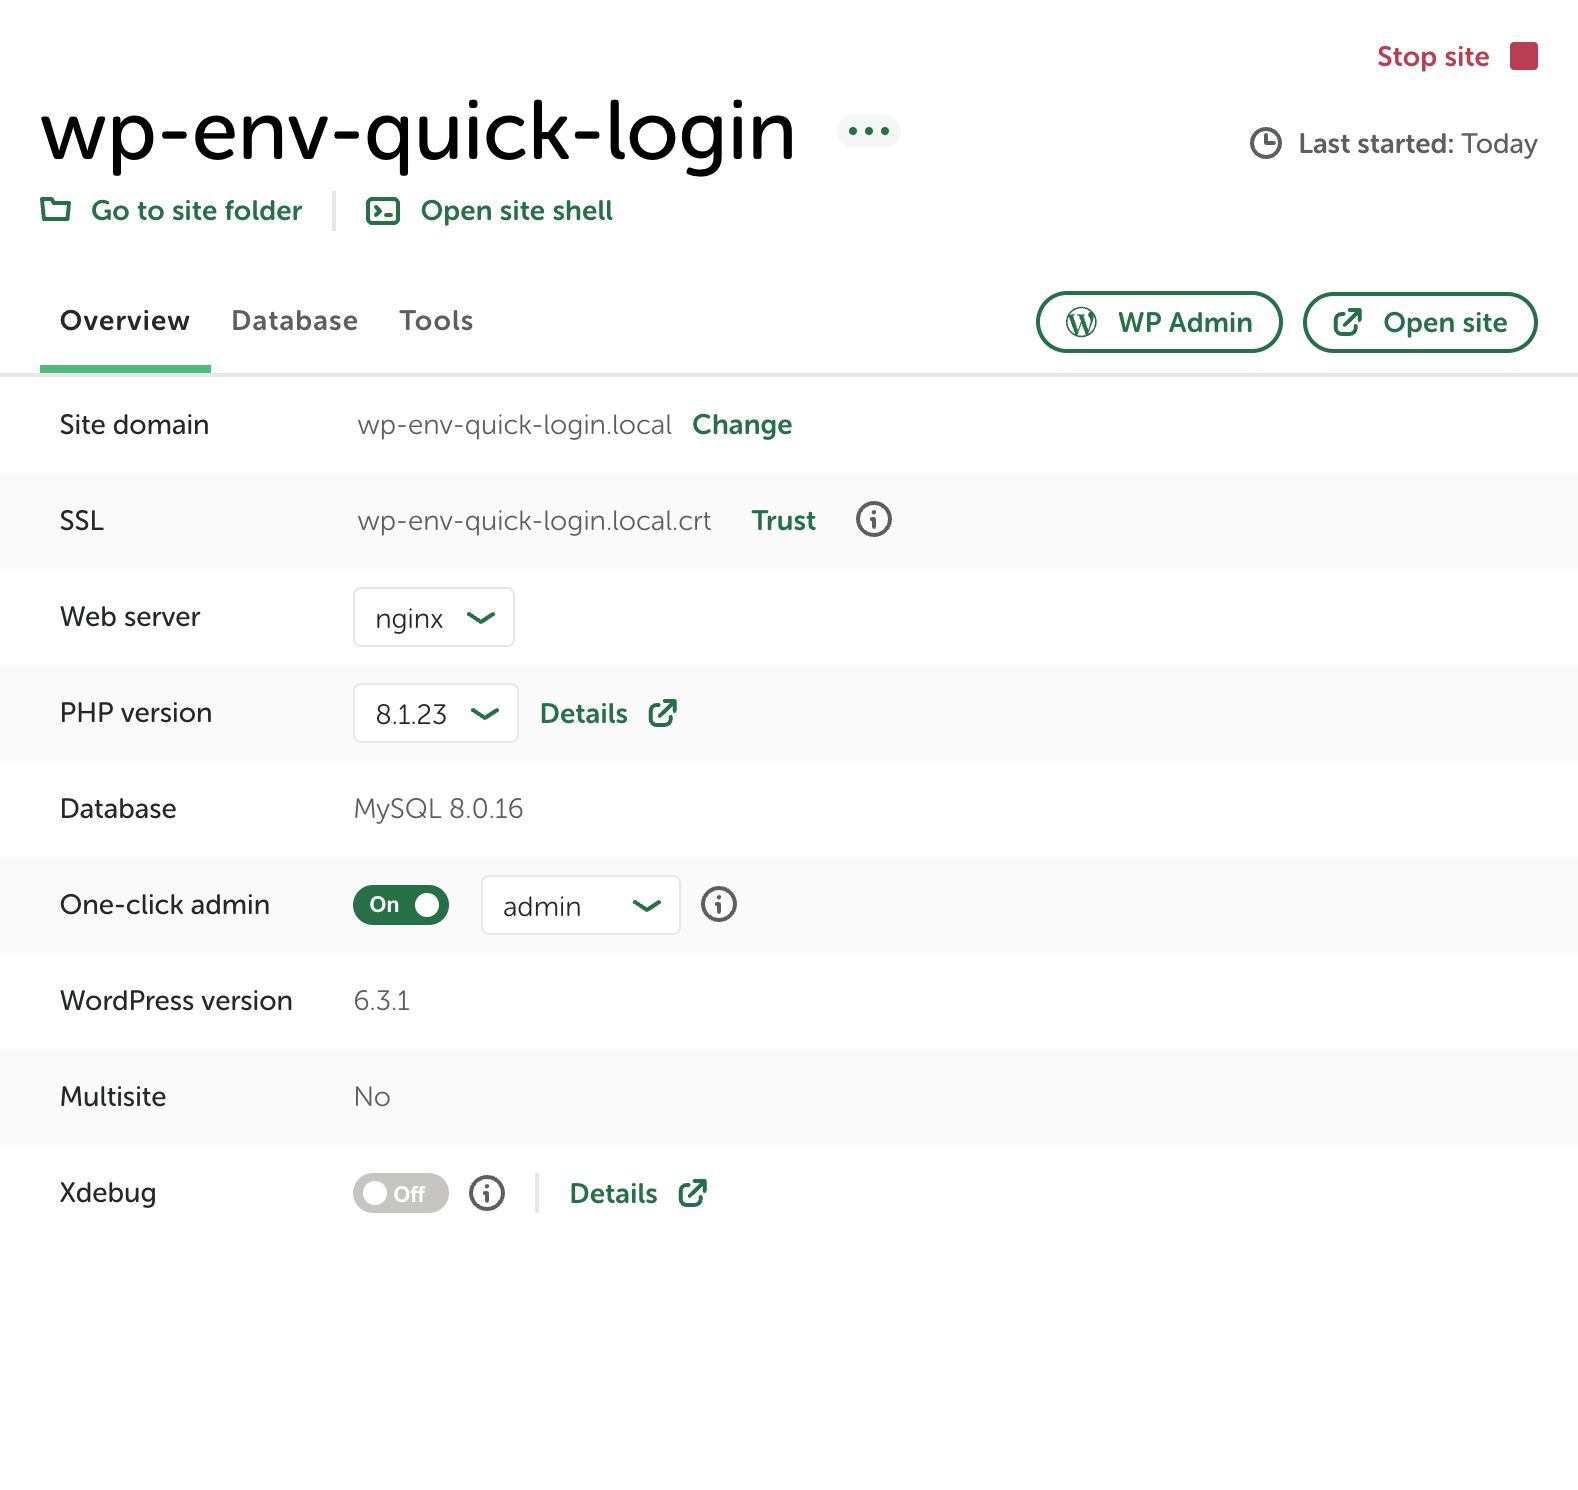 Stop site
wp-env-quick-login
Last started: Today
Go to site folder
Open site shell
Overview Database Tools
WP Admin
Open site
Site domain wp-env-quick-login.local Change
SSL wp-env-quick-login.local.crt Trust
Web server nginx
PHP version 8.1.23 Details
Database MySQL 8.0.16
One-click admin On admin
WordPress version 6.3.1
Multisite No
Xdebug Off Details